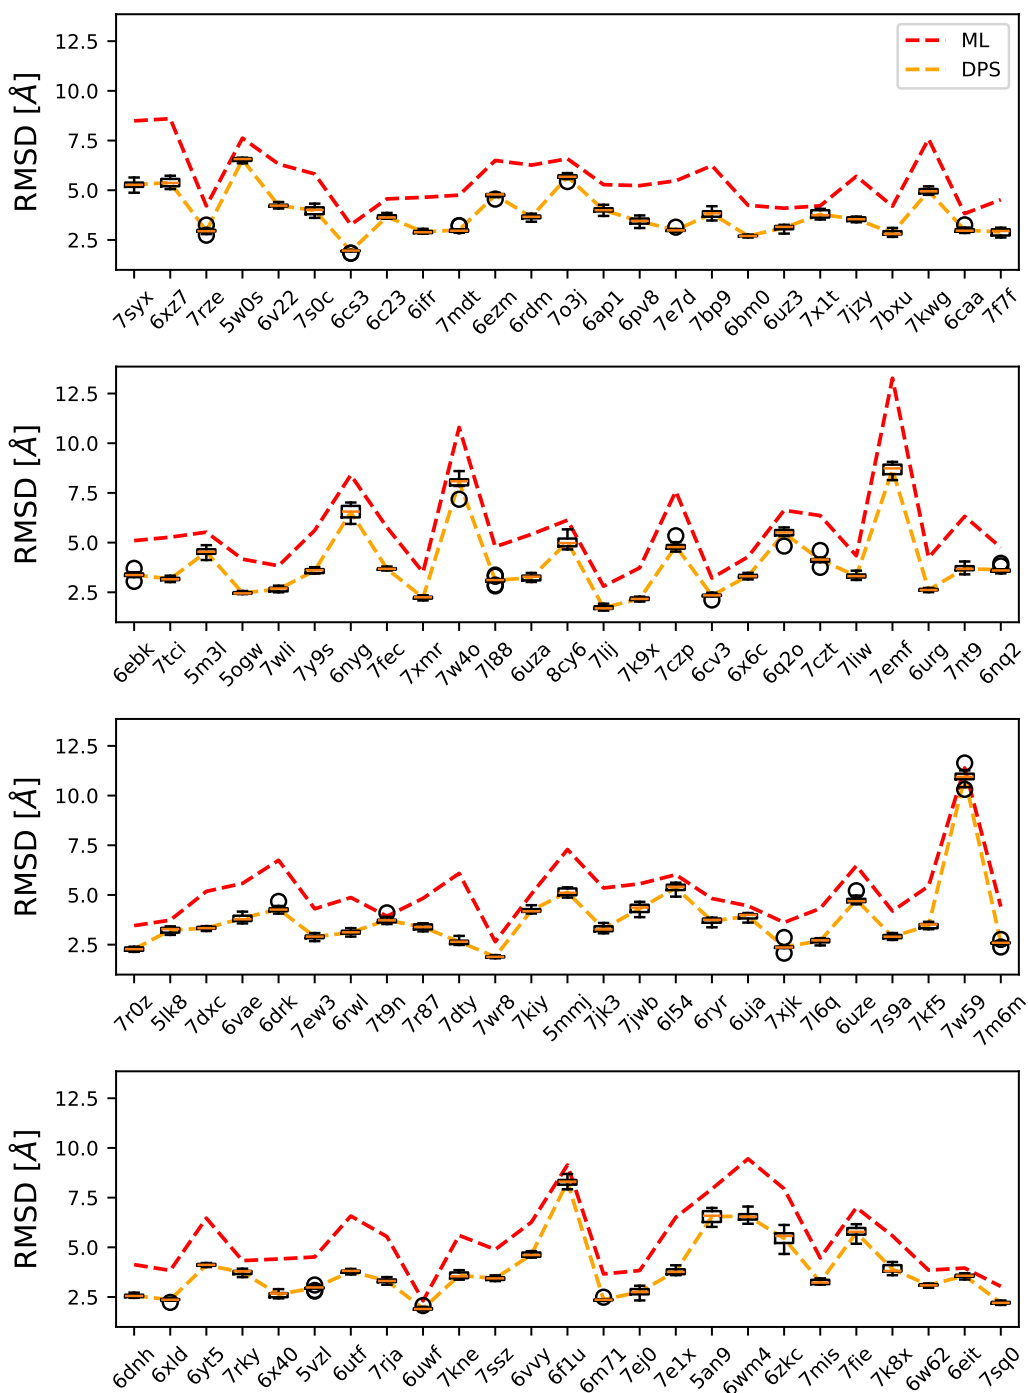 RMSD [Å]
12.5
10.0
7.5
5.0
2.5
ML
DPS
7syx 6xz7 7rze 5w0s 6v22 7s0c 6cs3 6c23 6ifr 7mdt 6ezm 6rdm 7o3j 6ap1 6pv8 7e7d 7bp9 6bm0 6uz3 7x1t 7jzy 7bxu 7kwg 6caa 7f7f
RMSD [Å]
12.5
10.0
7.5
5.0
2.5
6ebk 7tci 5m3l 5ogw 7wli 7y9s 6nyg 7fec 7xmr 7w4o 7l88 6uza 8cy6 7lij 7k9x 7czp 6cv3 6x6c 6q2o 7czt 7liw 7emf 6urg 7nt9 6nq2
RMSD [Å]
12.5
10.0
7.5
5.0
2.5
7r0z 5lk8 7dxc 6vae 6drk 7ew3 6rwl 7t9n 7r87 7dty 7wr8 7kiy 5mmj 7jk3 7jwb 6l54 6ryr 6uja 7xjk 7l6q 6uze 7s9a 7kf5 7w59 7m6m
RMSD [Å]
12.5
10.0
7.5
5.0
2.5
6dnh 6xld 6yt5 7rky 6x40 5vzl 6utf 7rja 6uwf 7kne 7ssz 6vvy 6f1u 6m71 7ej0 7e1x 5an9 6wm4 6zkc 7mis 7fie 7k8x 6w62 6eit 7sq0